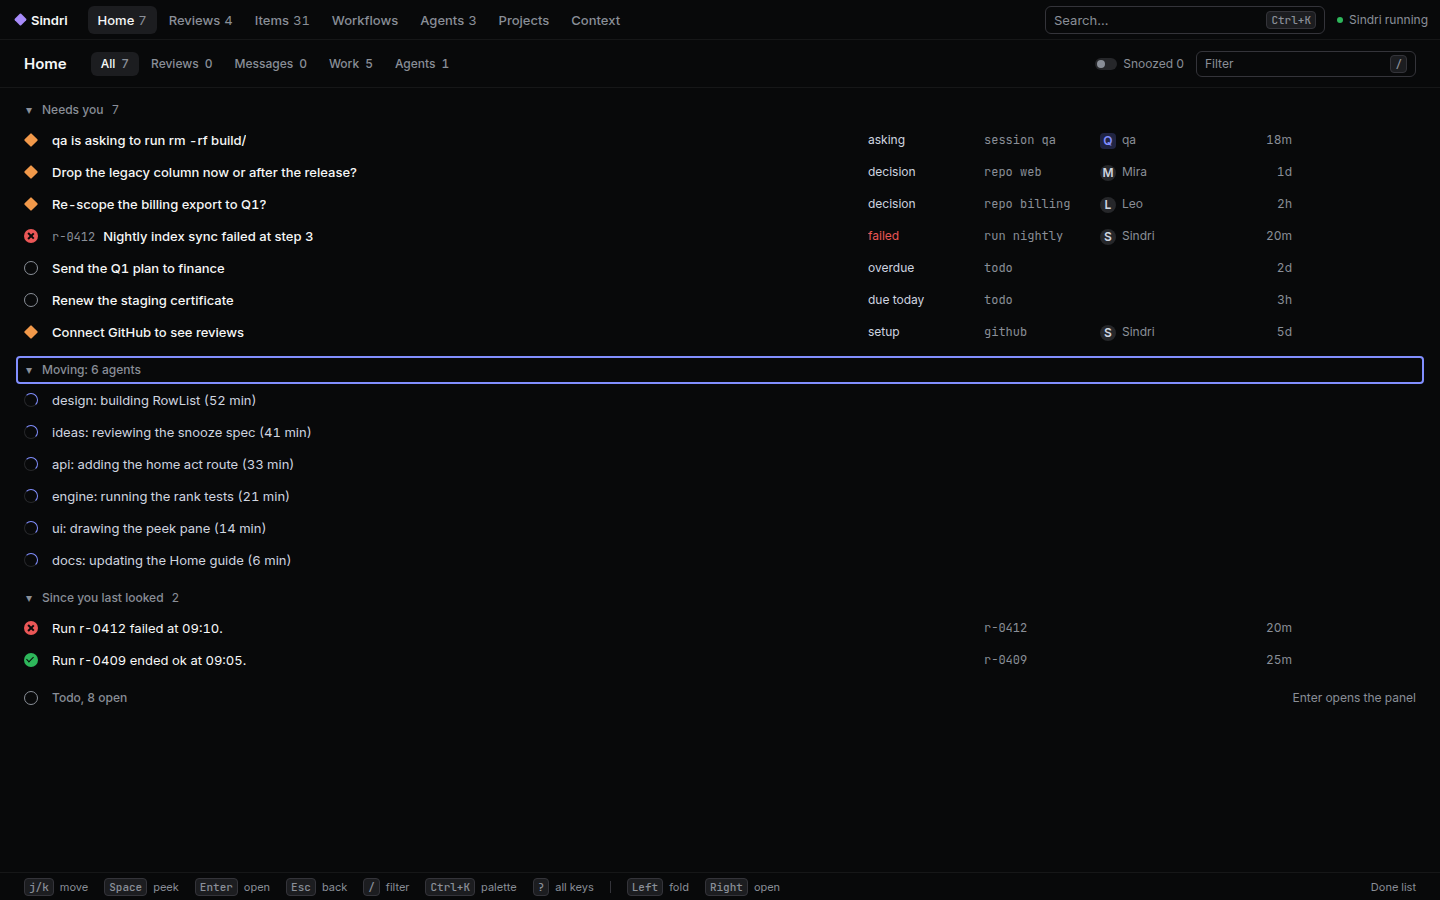 Sindri Home 7 Reviews 4 Items 31 Workflows Agents 3 Projects Context Search... Ctrl+K Sindri running
Home All 7 Reviews 0 Messages 0 Work 5 Agents 1 Snoozed 0 Filter /
Needs you 7
qa is asking to run rm -rf build/ asking session qa Q qa 18m
Drop the legacy column now or after the release? decision repo web M Mira 1d
Re-scope the billing export to Q1? decision repo billing L Leo 2h
r-0412 Nightly index sync failed at step 3 failed run nightly S Sindri 20m
Send the Q1 plan to finance overdue todo 2d
Renew the staging certificate due today todo 3h
Connect GitHub to see reviews setup github S Sindri 5d
Moving: 6 agents
design: building RowList (52 min)
ideas: reviewing the snooze spec (41 min)
api: adding the home act route (33 min)
engine: running the rank tests (21 min)
ui: drawing the peek pane (14 min)
docs: updating the Home guide (6 min)
Since you last looked 2
Run r-0412 failed at 09:10. r-0412 20m
Run r-0409 ended ok at 09:05. r-0409 25m
Todo, 8 open Enter opens the panel
j/k move Space peek Enter open Esc back / filter Ctrl+K palette ? all keys Left fold Right open Done list